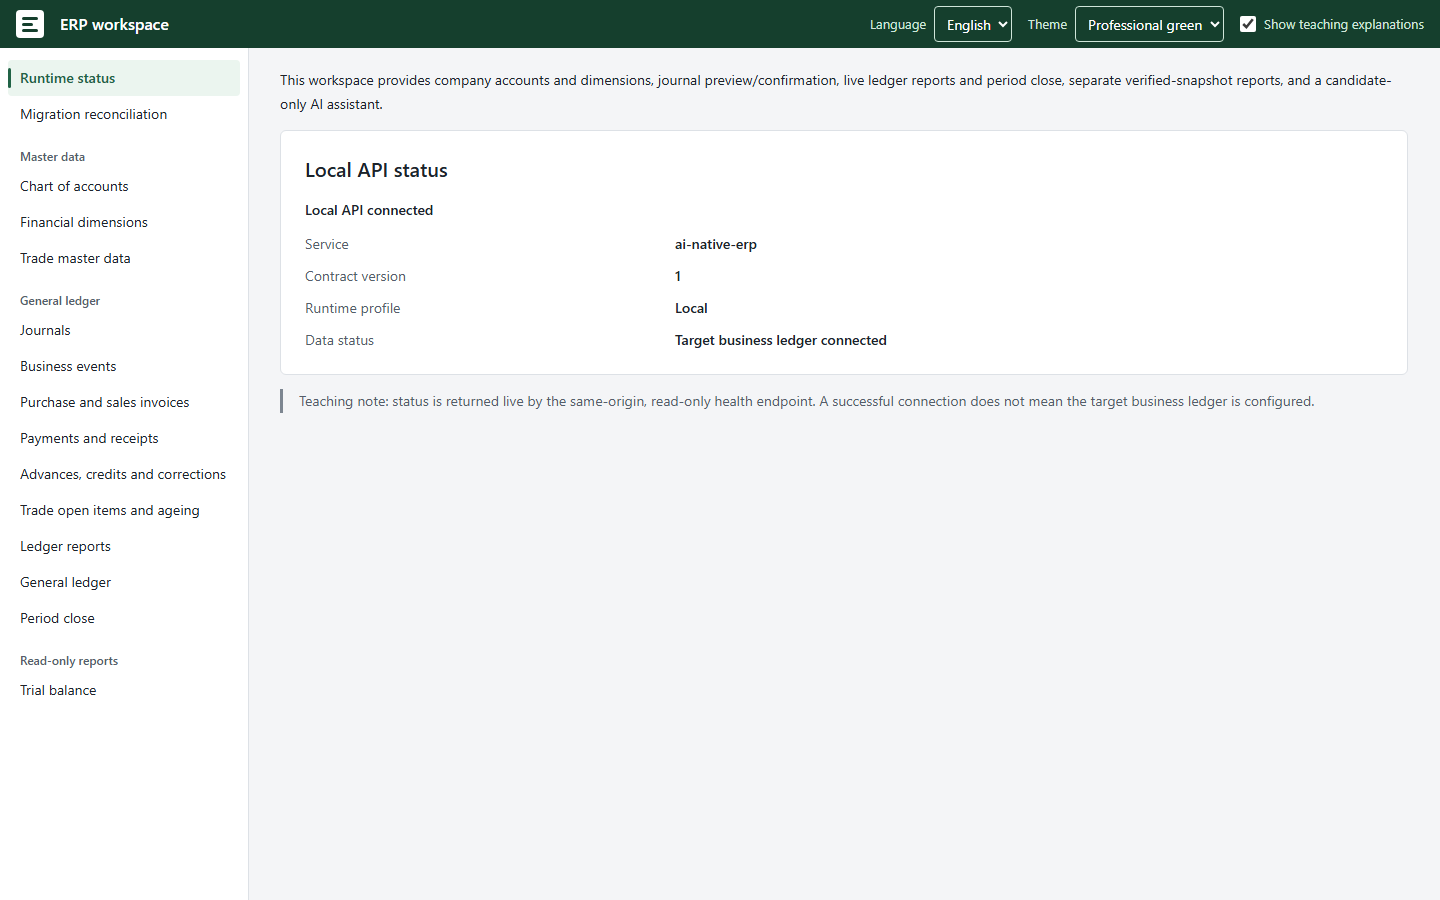 ERP workspace
Language
English
Theme
Professional green
Show teaching explanations
Runtime status
Migration reconciliation
Master data
Chart of accounts
Financial dimensions
Trade master data
General ledger
Journals
Business events
Purchase and sales invoices
Payments and receipts
Advances, credits and corrections
Trade open items and ageing
Ledger reports
General ledger
Period close
Read-only reports
Trial balance
This workspace provides company accounts and dimensions, journal preview/confirmation, live ledger reports and period close, separate verified-snapshot reports, and a candidate-
only AI assistant.
Local API status
Local API connected
Service ai-native-erp
Contract version 1
Runtime profile Local
Data status Target business ledger connected
Teaching note: status is returned live by the same-origin, read-only health endpoint. A successful connection does not mean the target business ledger is configured.